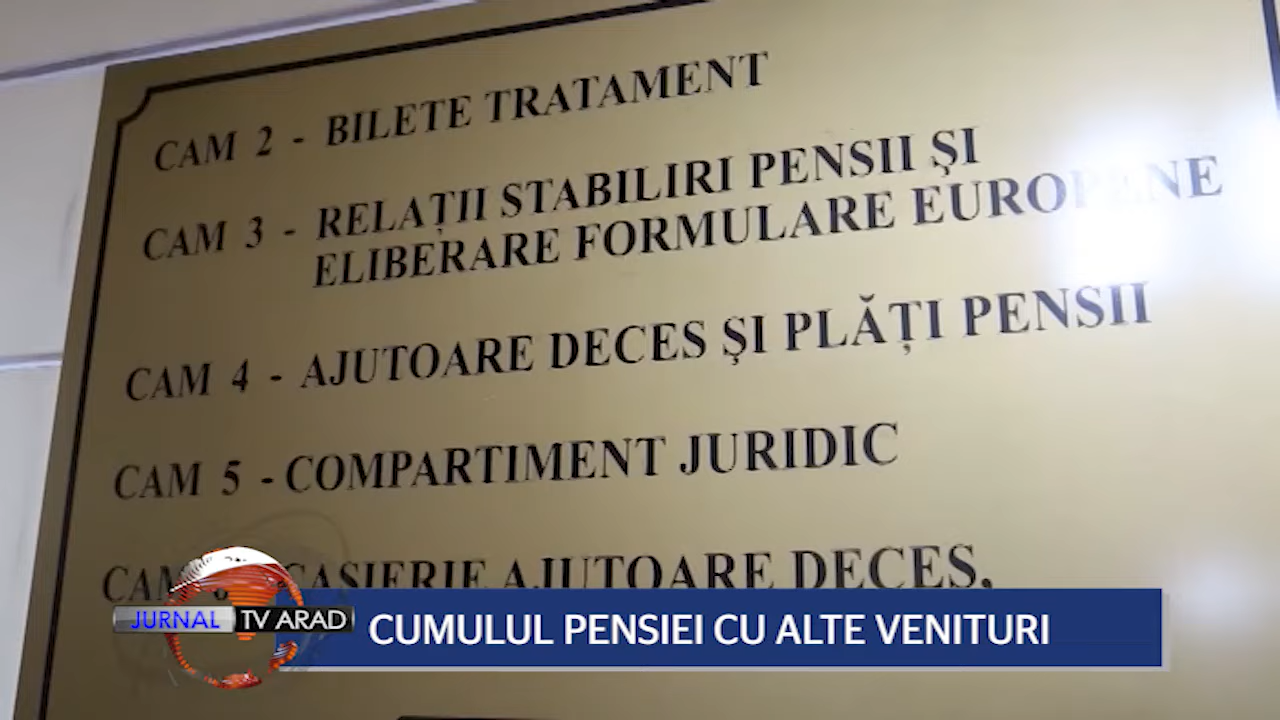 CAM 2 - BILETE TRATAMENT
CAM 3 - RELAȚII STABILIRI PENSII ȘI
ELIBERARE FORMULARE EUROPENE
CAM 4 - AJUTOARE DECES ȘI PLĂȚI PENSII
CAM 5 - COMPARTIMENT JURIDIC
CAM CASIERIE AJUTOARE DECES,
JURNAL TV ARAD
CUMULUL PENSIEI CU ALTE VENITURI